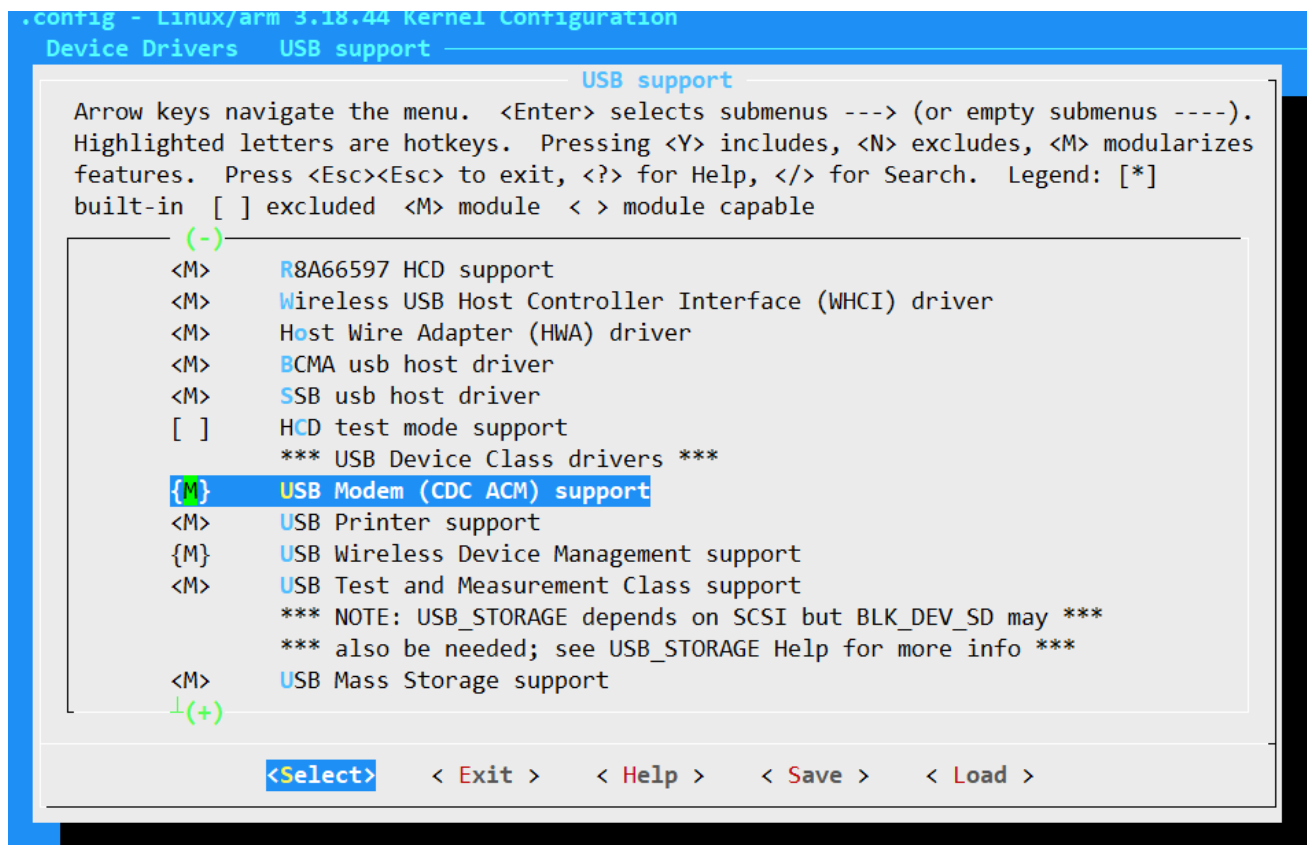 .config - Linux/arm 3.18.44 Kernel Configuration
Device Drivers   USB support
USB support
Arrow keys navigate the menu.  <Enter> selects submenus ---> (or empty submenus ----).
Highlighted letters are hotkeys.  Pressing <Y> includes, <N> excludes, <M> modularizes
features.  Press <Esc><Esc> to exit, <?> for Help, </> for Search.  Legend: [*]
built-in  [ ] excluded  <M> module  < > module capable
(-)
<M>     R8A66597 HCD support
<M>     Wireless USB Host Controller Interface (WHCI) driver
<M>     Host Wire Adapter (HWA) driver
<M>     BCMA usb host driver
<M>     SSB usb host driver
[ ]     HCD test mode support
*** USB Device Class drivers ***
{M}     USB Modem (CDC ACM) support
<M>     USB Printer support
{M}     USB Wireless Device Management support
<M>     USB Test and Measurement Class support
*** NOTE: USB_STORAGE depends on SCSI but BLK_DEV_SD may ***
*** also be needed; see USB_STORAGE Help for more info ***
<M>     USB Mass Storage support
┴(+)
<Select>    < Exit >    < Help >    < Save >    < Load >